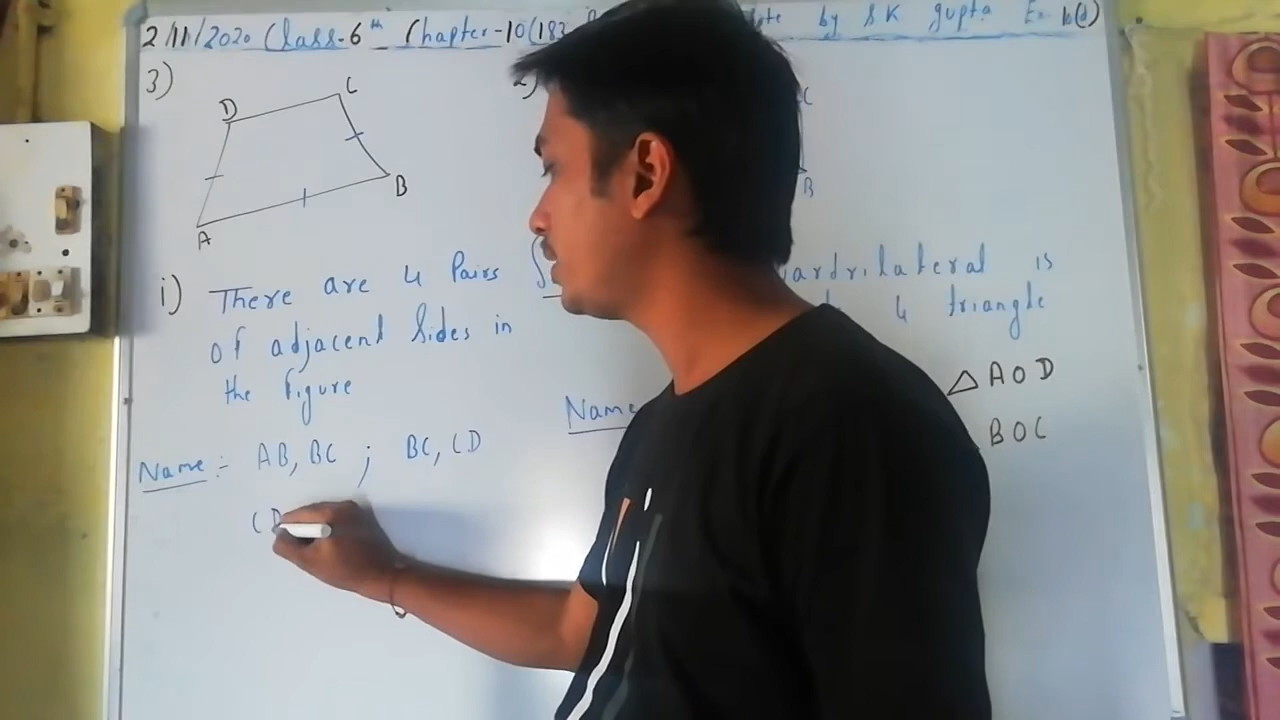 2/11/2020 Class-6th Chapter-10(183 by SK gupta Ex-10(d)
3)
D C
A B
C
B
i) There are 4 Pairs
of adjacent sides in
the figure
Name:- AB, BC ; BC, CD
CD
is
4 triangle
Name
△AOD
BOC